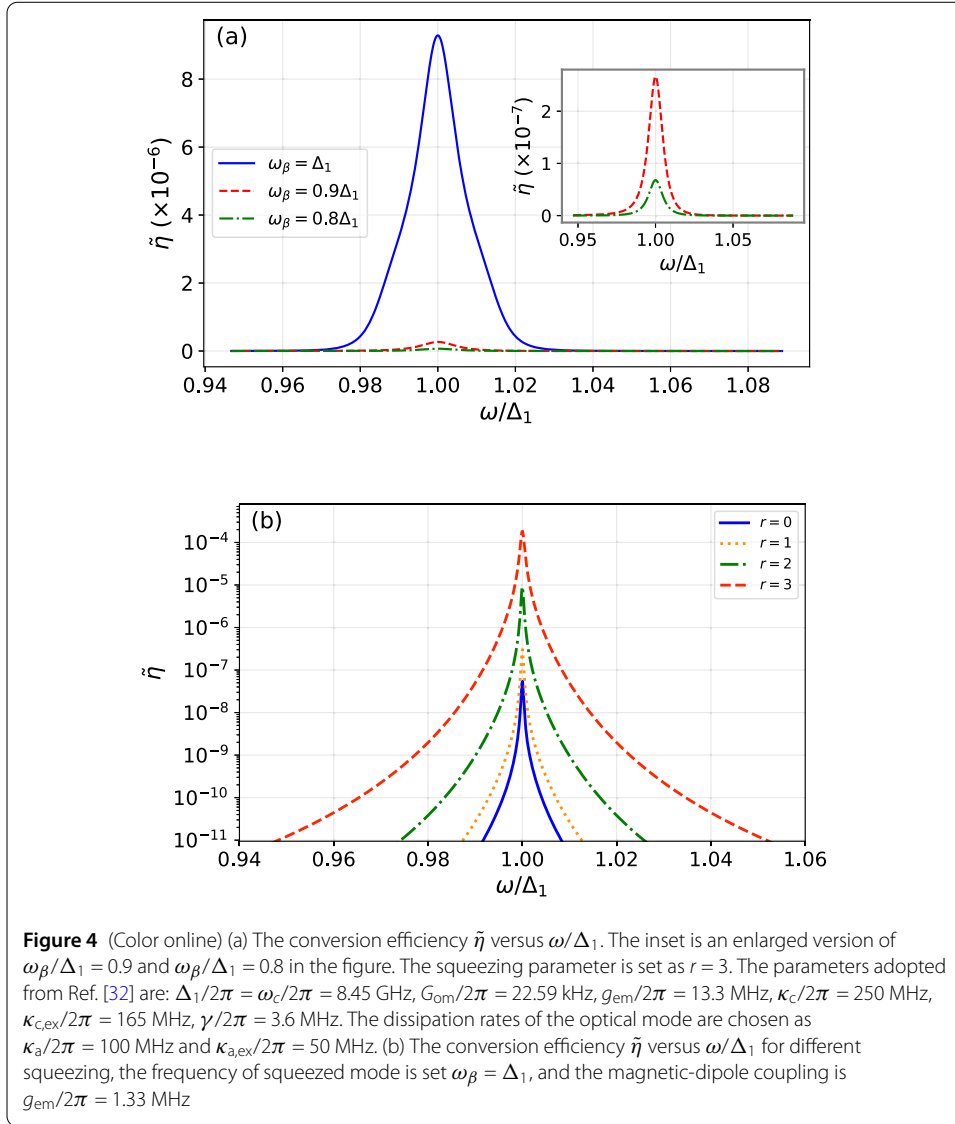 (a)
η̃ (×10⁻⁶)
8
6
4
2
0
ω_β = Δ₁
ω_β = 0.9Δ₁
ω_β = 0.8Δ₁
η̃ (×10⁻⁷)
2
1
0
0.95 1.00 1.05
ω/Δ₁
0.94 0.96 0.98 1.00 1.02 1.04 1.06 1.08
ω/Δ₁
(b)
r = 0
r = 1
r = 2
r = 3
η̃
10⁻⁴
10⁻⁵
10⁻⁶
10⁻⁷
10⁻⁸
10⁻⁹
10⁻¹⁰
10⁻¹¹
0.94 0.96 0.98 1.00 1.02 1.04 1.06
ω/Δ₁
Figure 4 (Color online) (a) The conversion efficiency η̃ versus ω/Δ₁. The inset is an enlarged version of
ω_β/Δ₁ = 0.9 and ω_β/Δ₁ = 0.8 in the figure. The squeezing parameter is set as r = 3. The parameters adopted
from Ref. [32] are: Δ₁/2π = ω_c/2π = 8.45 GHz, G_om/2π = 22.59 kHz, g_em/2π = 13.3 MHz, κ_c/2π = 250 MHz,
κ_c,ex/2π = 165 MHz, γ/2π = 3.6 MHz. The dissipation rates of the optical mode are chosen as
κ_a/2π = 100 MHz and κ_a,ex/2π = 50 MHz. (b) The conversion efficiency η̃ versus ω/Δ₁ for different
squeezing, the frequency of squeezed mode is set ω_β = Δ₁, and the magnetic-dipole coupling is
g_em/2π = 1.33 MHz